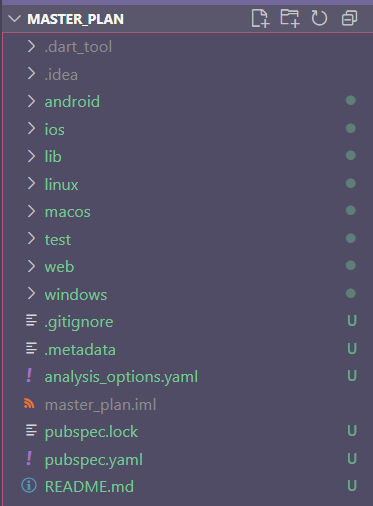 MASTER_PLAN
.dart_tool
.idea
android
ios
lib
linux
macos
test
web
windows
.gitignore U
.metadata U
! analysis_options.yaml U
master_plan.iml
pubspec.lock U
! pubspec.yaml U
README.md U